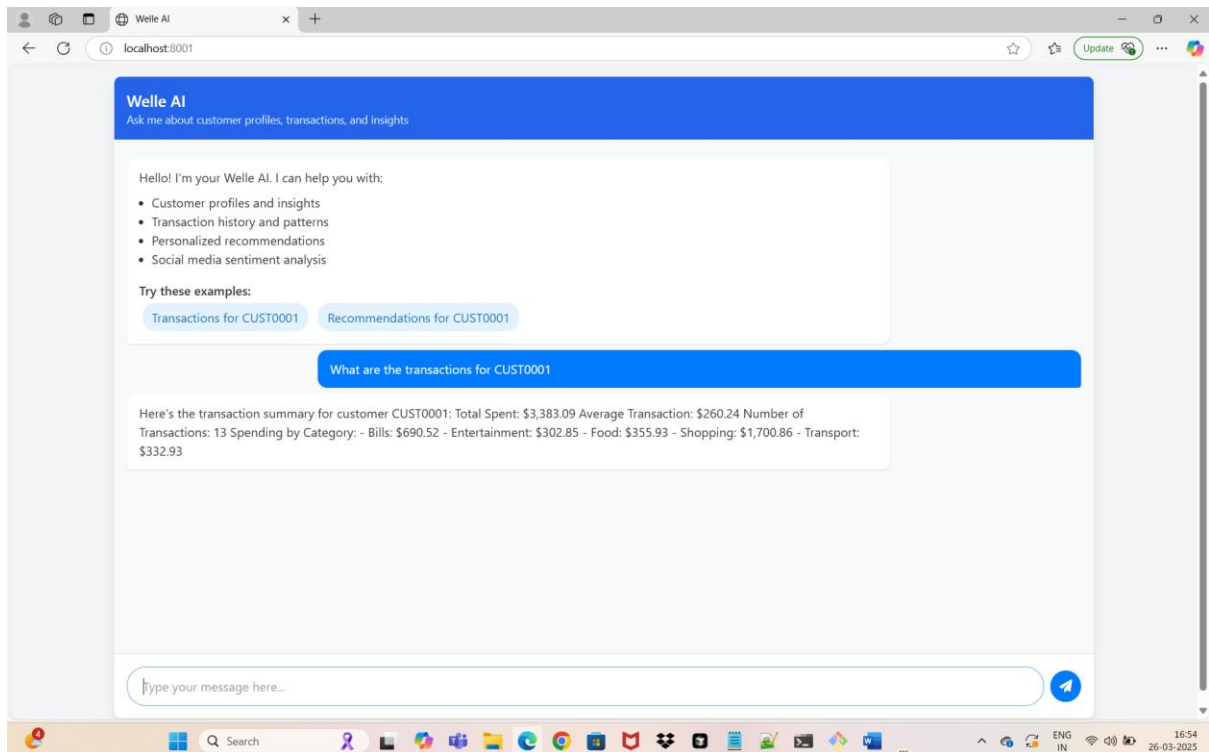 Welle AI
localhost:8001
Update
Welle AI
Ask me about customer profiles, transactions, and insights
Hello! I'm your Welle AI. I can help you with:
• Customer profiles and insights
• Transaction history and patterns
• Personalized recommendations
• Social media sentiment analysis
Try these examples:
Transactions for CUST0001 Recommendations for CUST0001
What are the transactions for CUST0001
Here's the transaction summary for customer CUST0001: Total Spent: $3,383.09 Average Transaction: $260.24 Number of
Transactions: 13 Spending by Category: - Bills: $690.52 - Entertainment: $302.85 - Food: $355.93 - Shopping: $1,700.86 - Transport:
$332.93
Type your message here...
4
Search
ENG 16:54
IN 26-03-2025